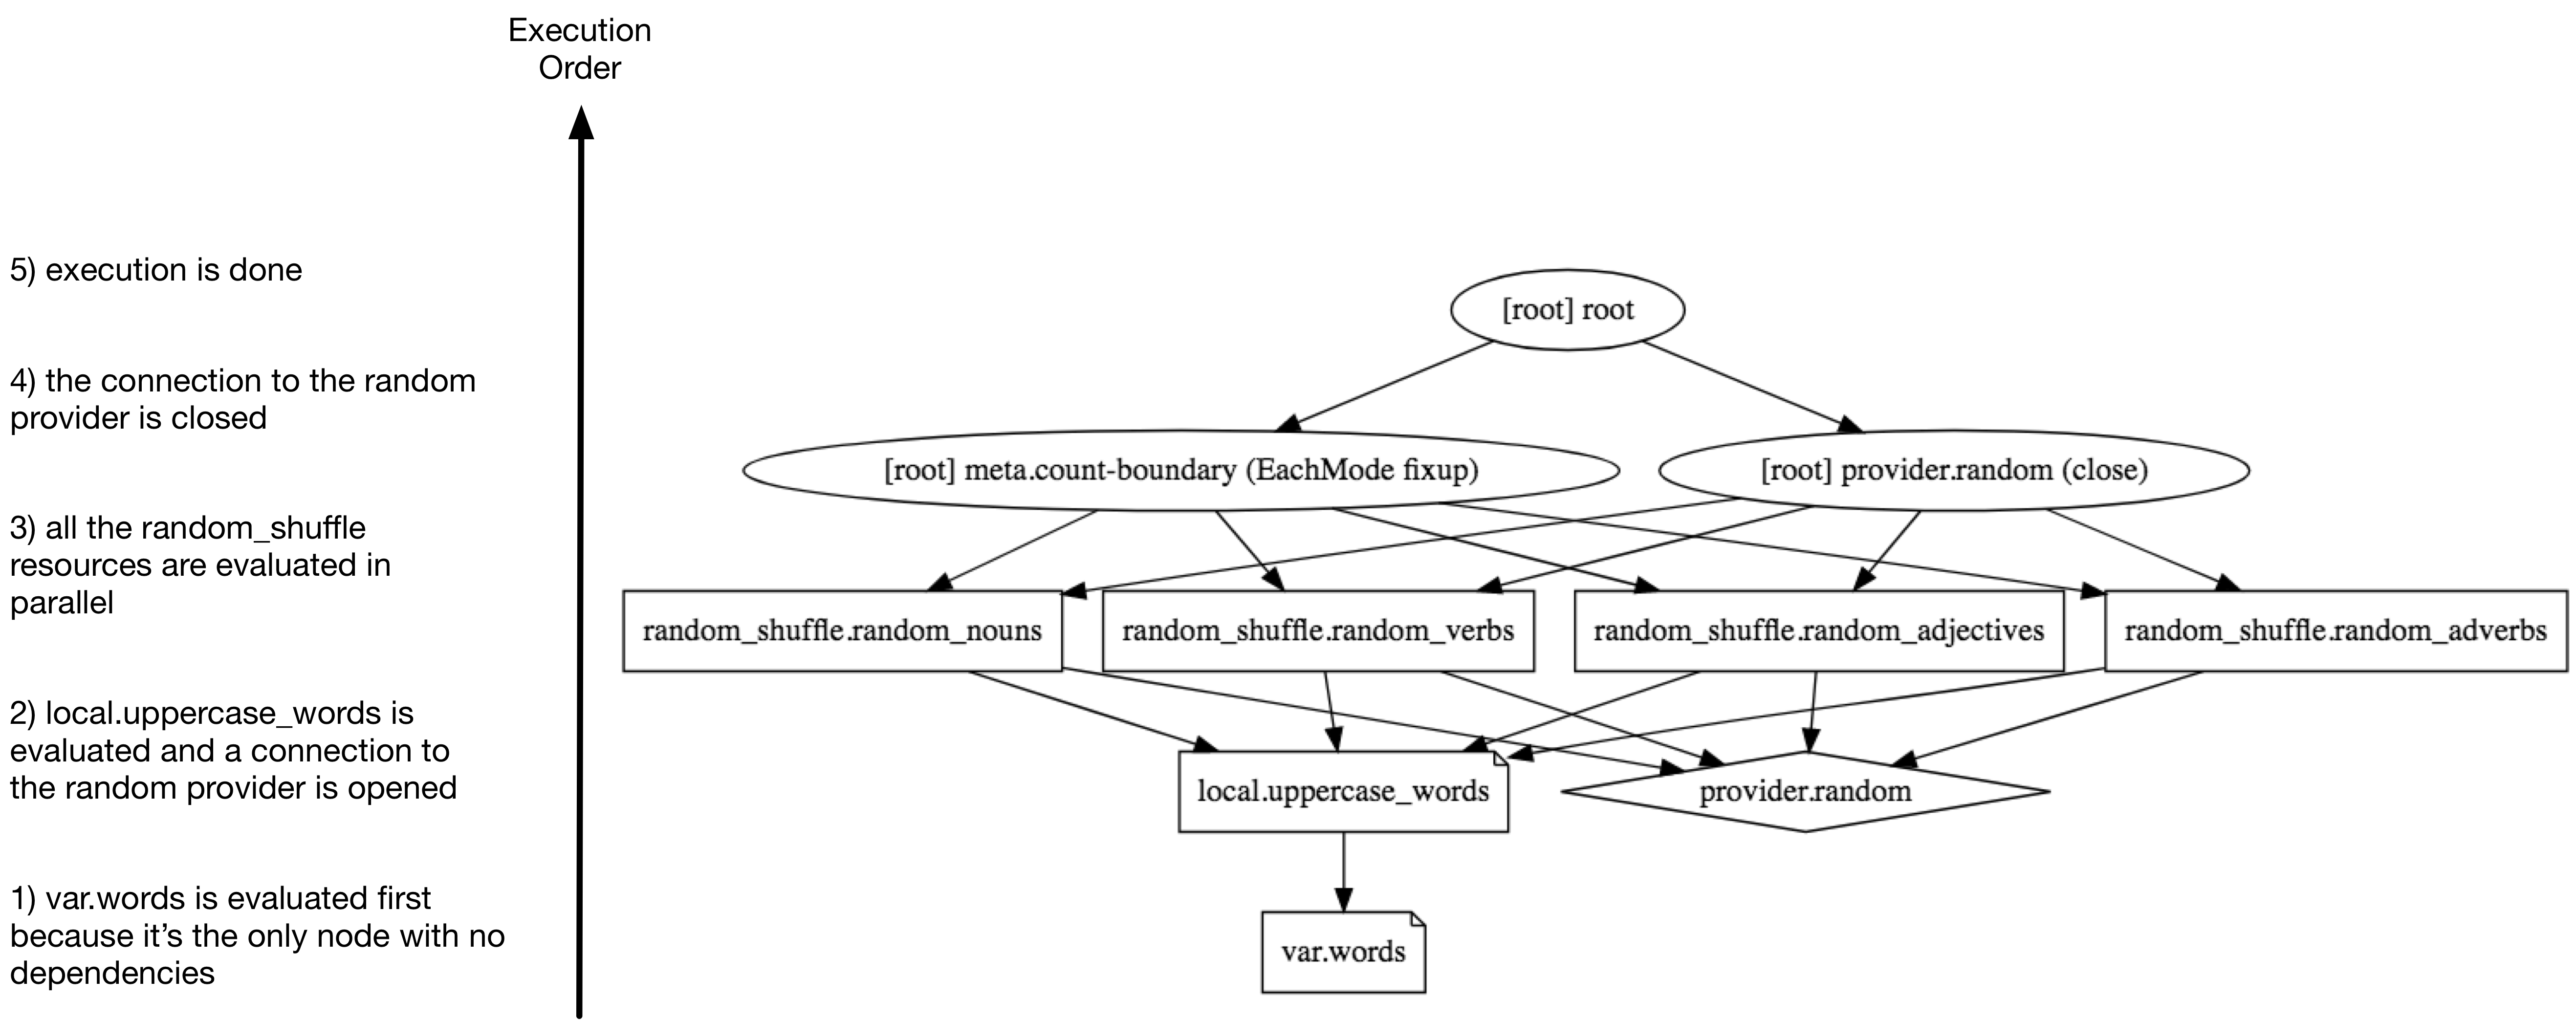 Execution
Order
5) execution is done
4) the connection to the random
provider is closed
3) all the random_shuffle
resources are evaluated in
parallel
2) local.uppercase_words is
evaluated and a connection to
the random provider is opened
1) var.words is evaluated first
because it’s the only node with no
dependencies
[root] root
[root] meta.count-boundary (EachMode fixup)
[root] provider.random (close)
random_shuffle.random_nouns
random_shuffle.random_verbs
random_shuffle.random_adjectives
random_shuffle.random_adverbs
local.uppercase_words
provider.random
var.words